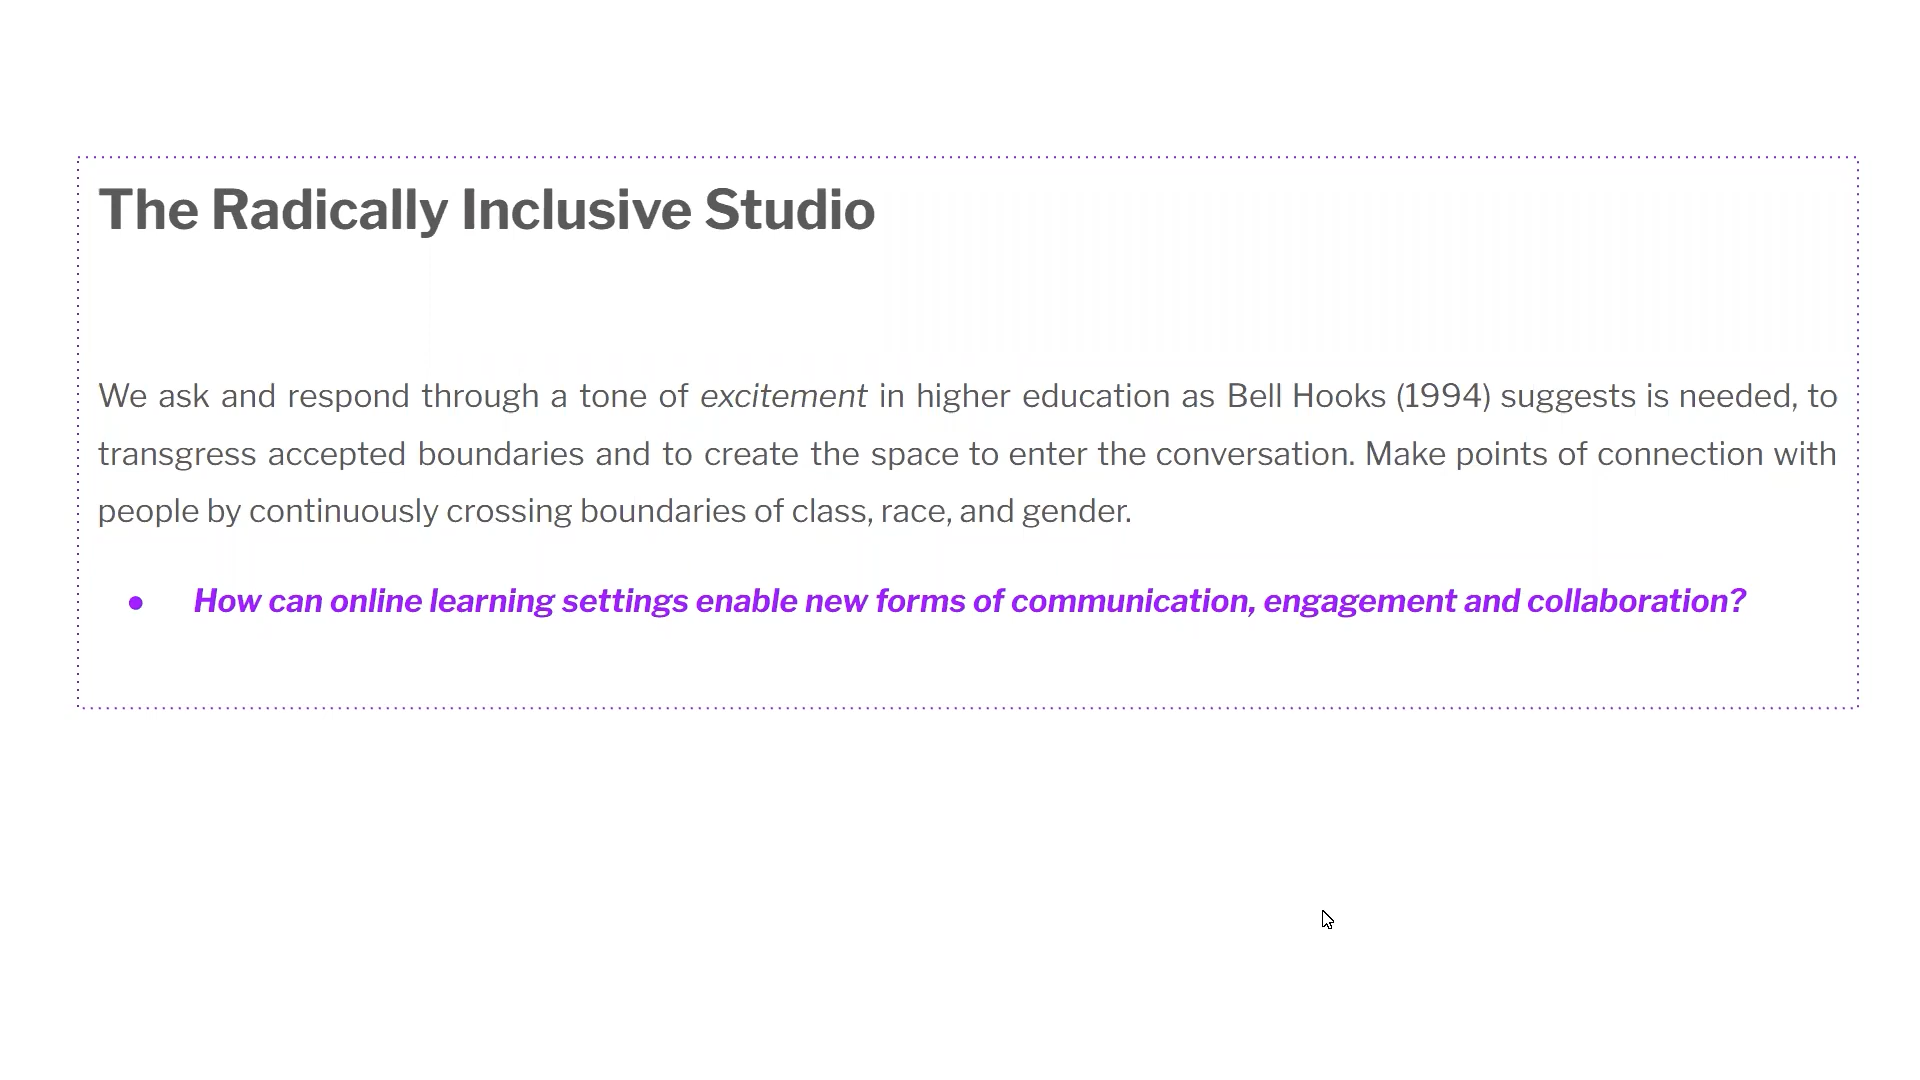 The Radically Inclusive Studio
We ask and respond through a tone of excitement in higher education as Bell Hooks (1994) suggests is needed, to
transgress accepted boundaries and to create the space to enter the conversation. Make points of connection with
people by continuously crossing boundaries of class, race, and gender.
● How can online learning settings enable new forms of communication, engagement and collaboration?